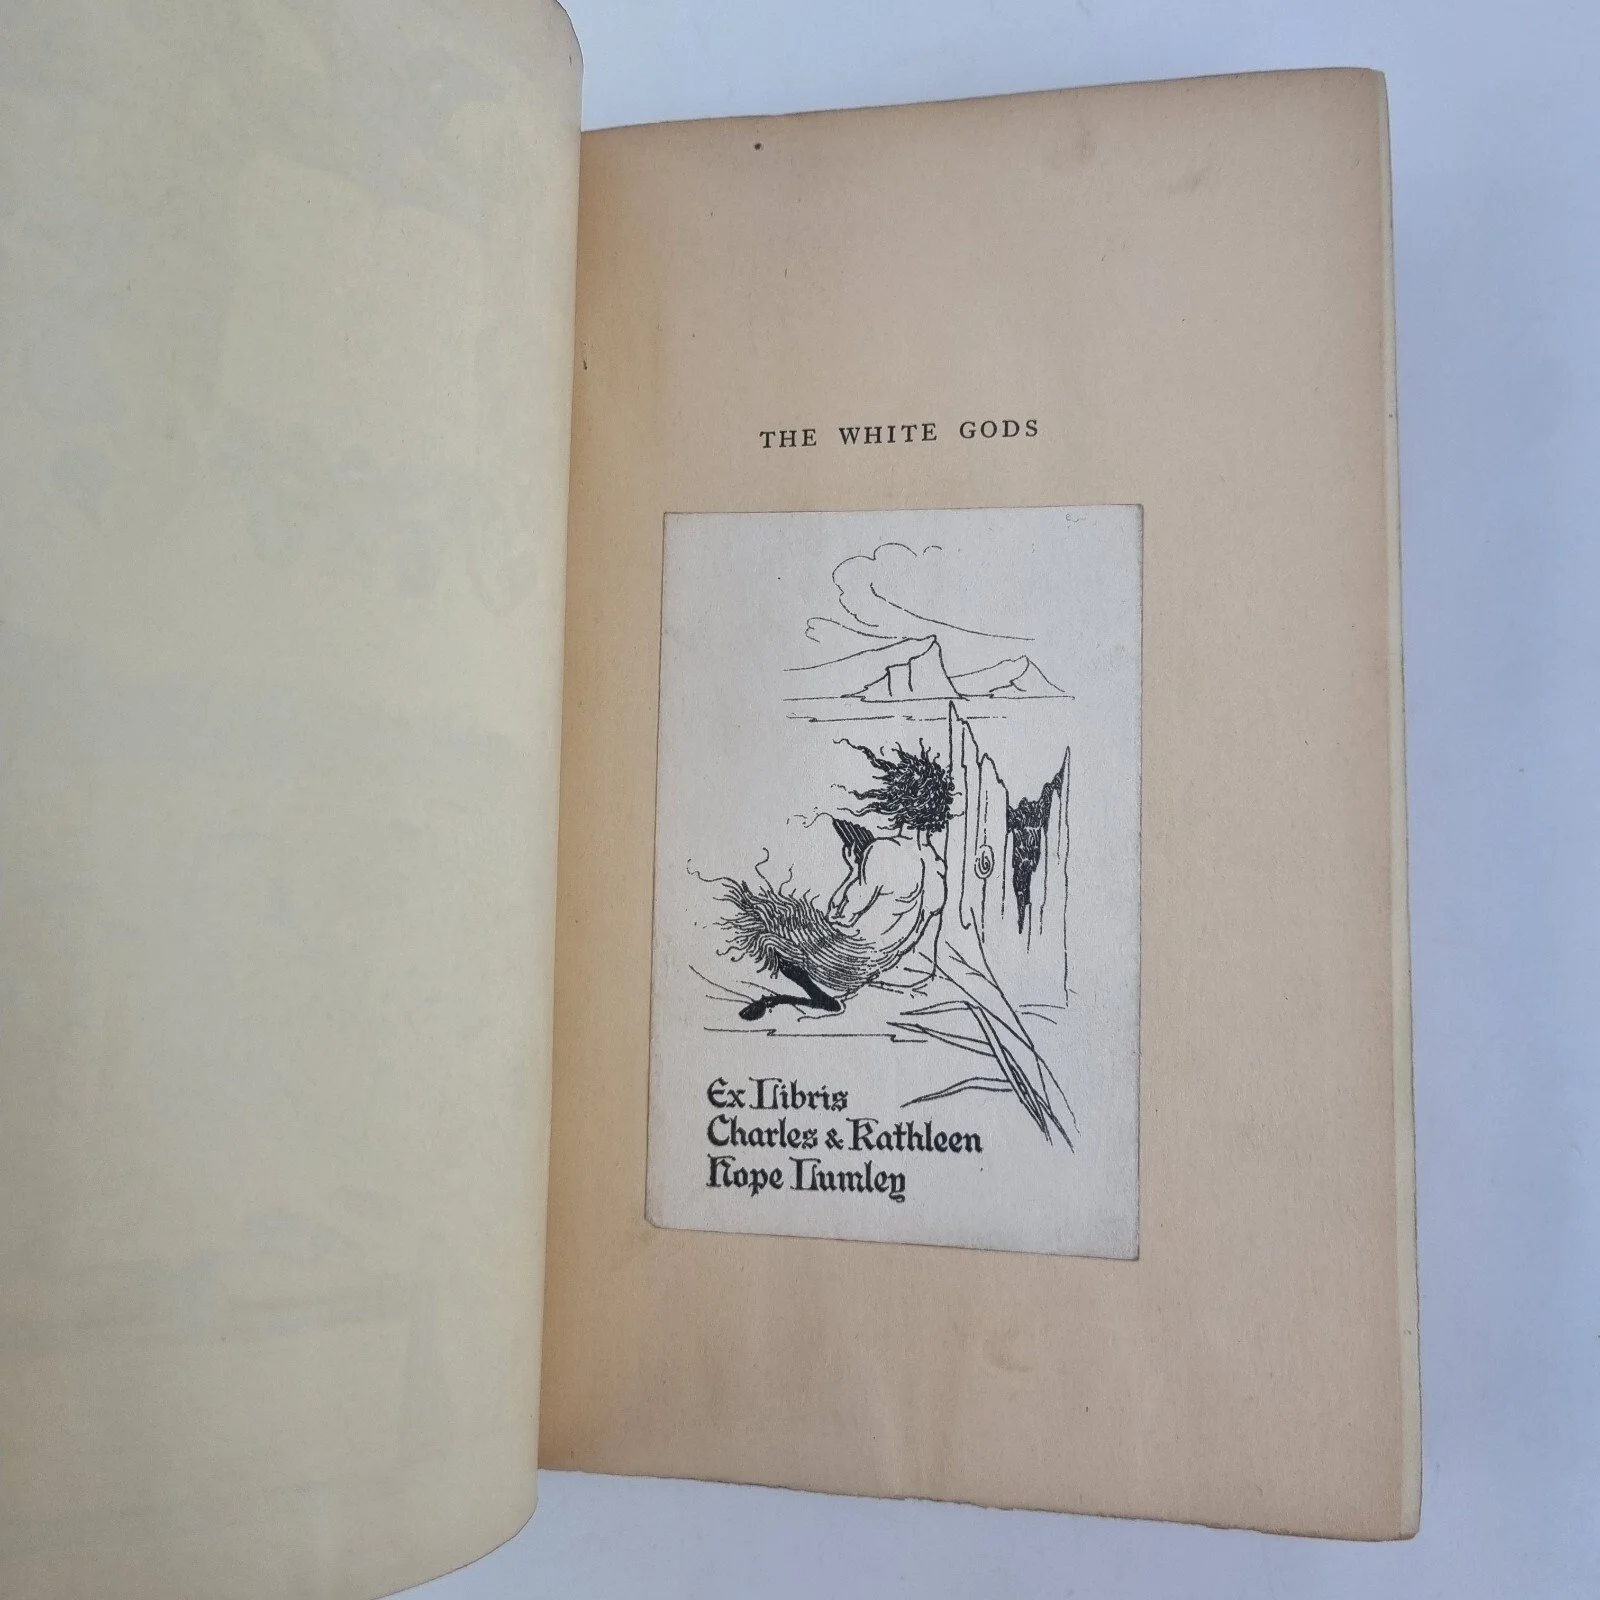 THE WHITE GODS
Ex Libris
Charles & Kathleen
Hope Lumley